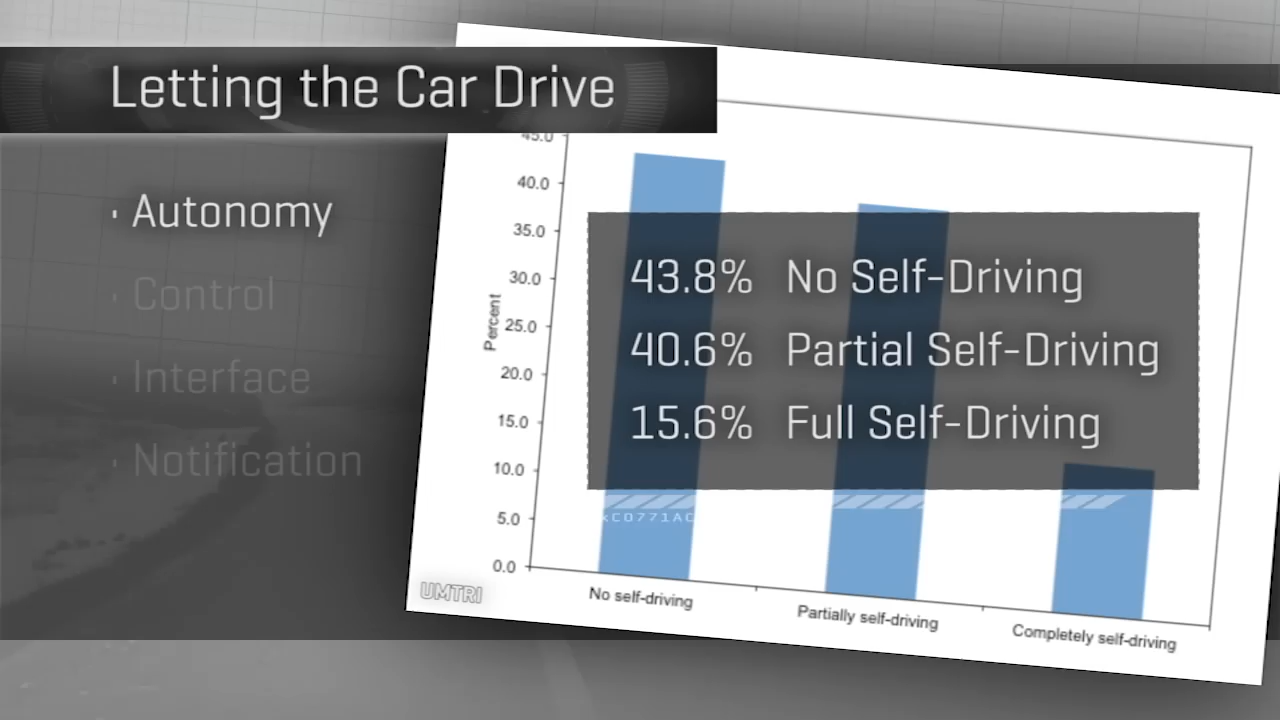 Letting the Car Drive
· Autonomy
· Control
· Interface
· Notification
45.0
40.0
35.0
30.0
25.0
20.0
15.0
10.0
5.0
0.0
Percent
43.8% No Self-Driving
40.6% Partial Self-Driving
15.6% Full Self-Driving
No self-driving
Partially self-driving
Completely self-driving
UMTRI